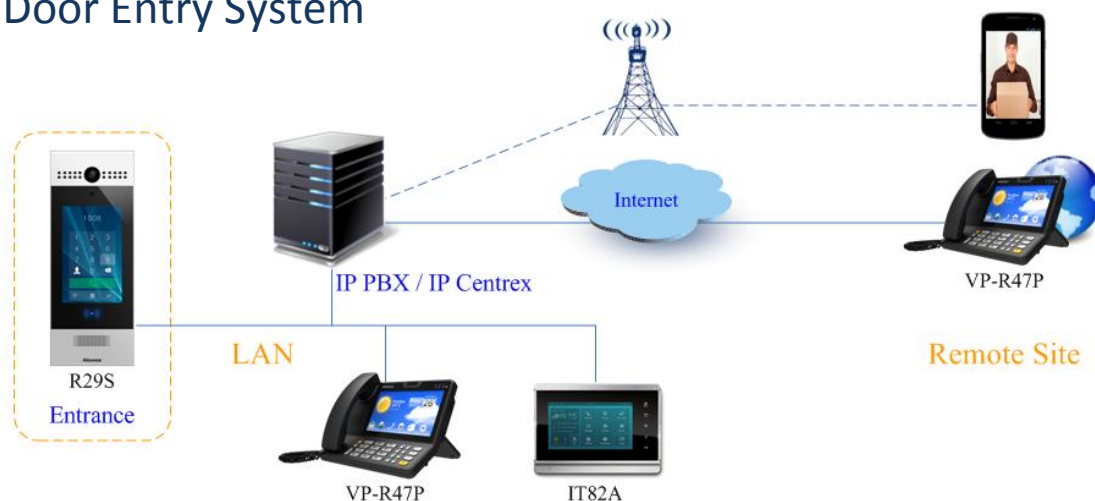 Door Entry System
Internet
IP PBX / IP Centrex
VP-R47P
LAN
Remote Site
R29S
Entrance
VP-R47P
IT82A